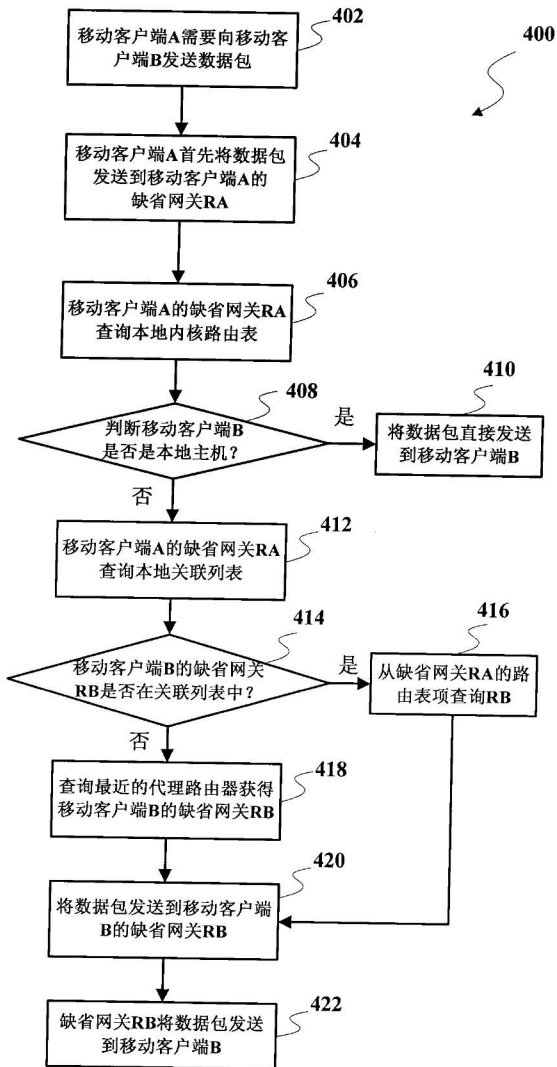 402
移动客户端A需要向移动客
户端B发送数据包
400
404
移动客户端A首先将数据包
发送到移动客户端A的
缺省网关RA
406
移动客户端A的缺省网关RA
查询本地内核路由表
408
判断移动客户端B
是否是本地主机？
是
410
将数据包直接发送
到移动客户端B
否
412
移动客户端A的缺省网关RA
查询本地关联列表
414
移动客户端B的缺省网关
RB是否在关联列表中？
是
416
从缺省网关RA的路
由表项查询RB
否
418
查询最近的代理路由器获得
移动客户端B的缺省网关RB
420
将数据包发送到移动客户端
B的缺省网关RB
422
缺省网关RB将数据包发送
到移动客户端B